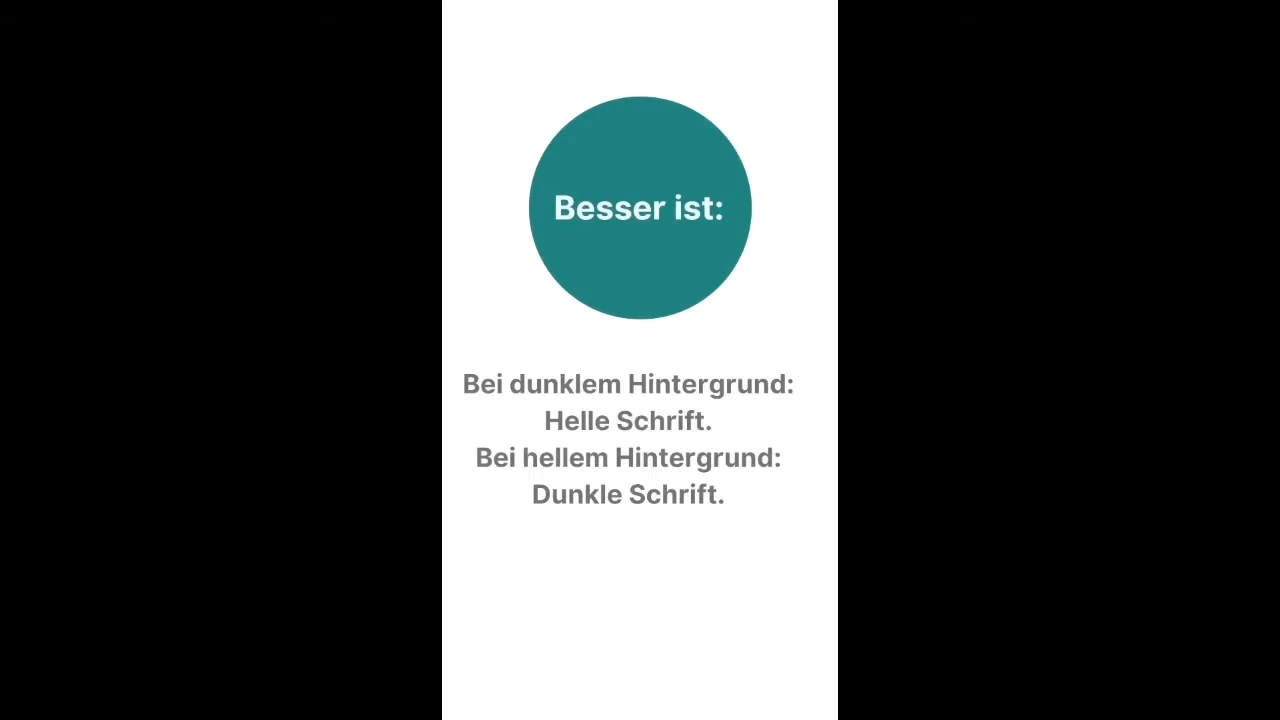 Besser ist:
Bei dunklem Hintergrund:
Helle Schrift.
Bei hellem Hintergrund:
Dunkle Schrift.